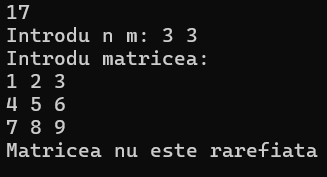 17
Introdu n m: 3 3
Introdu matricea:
1 2 3
4 5 6
7 8 9
Matricea nu este rarefiata